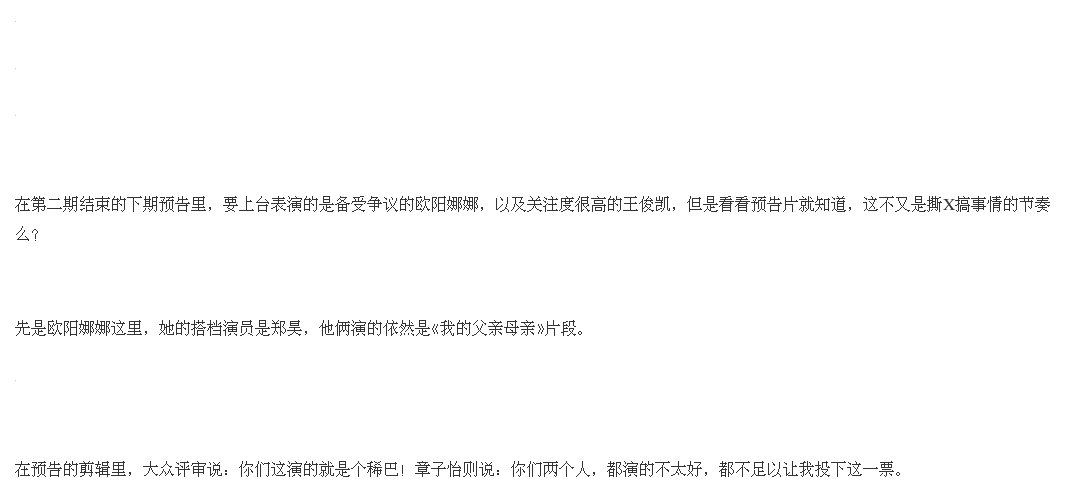 在第二期结束的下期预告里，要上台表演的是备受争议的欧阳娜娜，以及关注度很高的王俊凯，但是看看预告片就知道，这不又是撕X搞事情的节奏
么？
先是欧阳娜娜这里，她的搭档演员是郑昊，他俩演的依然是《我的父亲母亲》片段。
在预告的剪辑里，大众评审说：你们这演的就是个稀巴！章子怡则说：你们两个人，都演的不太好，都不足以让我投下这一票。